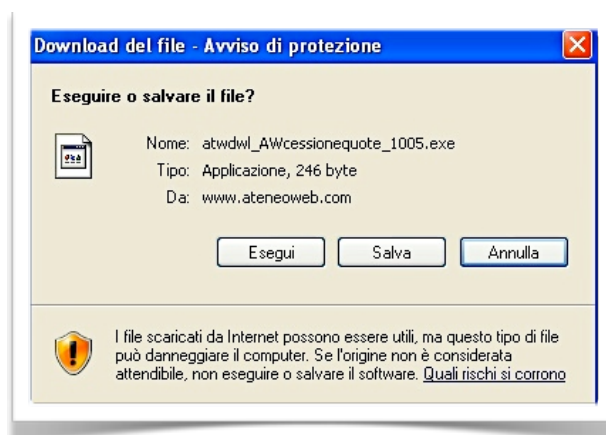 Download del file - Avviso di protezione
Eseguire o salvare il file?
Nome: atwdwl_AWcessionequote_1005.exe
Tipo: Applicazione, 246 byte
Da: www.ateneoweb.com
Esegui Salva Annulla
I file scaricati da Internet possono essere utili, ma questo tipo di file
può danneggiare il computer. Se l'origine non è considerata
attendibile, non eseguire o salvare il software. Quali rischi si corrono